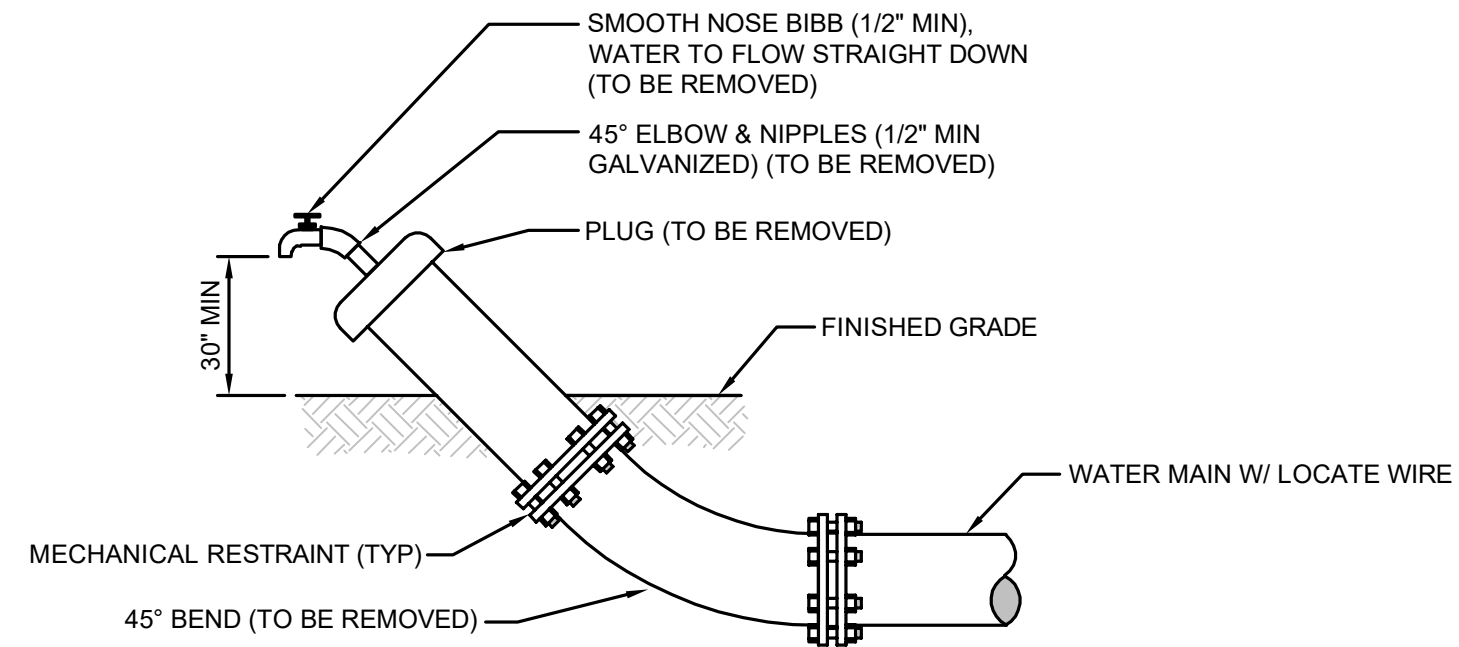 SMOOTH NOSE BIBB (1/2" MIN),
WATER TO FLOW STRAIGHT DOWN
(TO BE REMOVED)
45° ELBOW & NIPPLES (1/2" MIN
GALVANIZED) (TO BE REMOVED)
PLUG (TO BE REMOVED)
30" MIN
FINISHED GRADE
WATER MAIN W/ LOCATE WIRE
MECHANICAL RESTRAINT (TYP)
45° BEND (TO BE REMOVED)